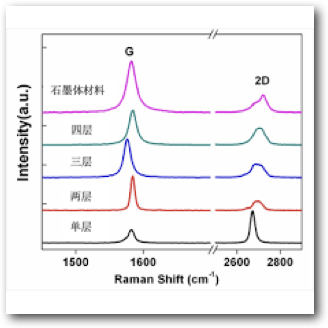 G
2D
石墨体材料
四层
三层
两层
单层
Intensity(a.u.)
1500 1600 2600 2800
Raman Shift (cm⁻¹)